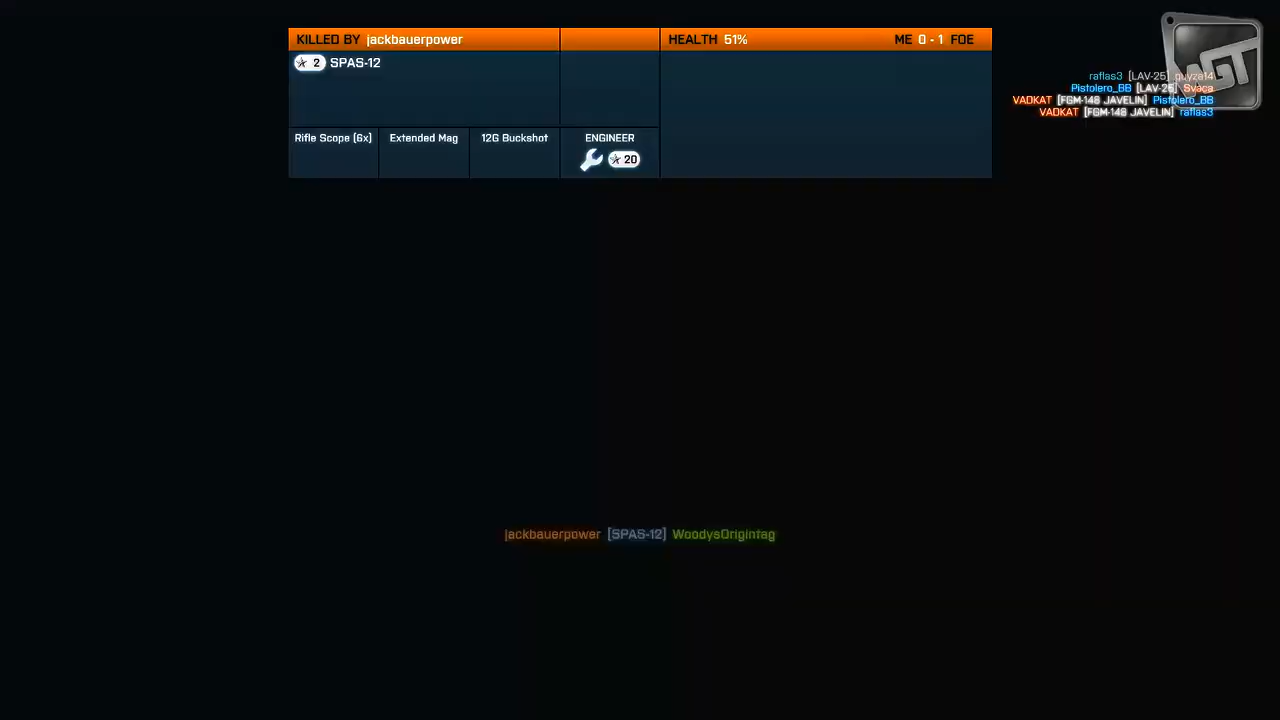 KILLED BY jackbauerpower
HEALTH 51%
ME 0 - 1 FOE
2 SPAS-12
Rifle Scope (6x)
Extended Mag
12G Buckshot
ENGINEER
20
WGT
raflas3 [LAV-25] guyza14
Pistolero_BB [LAV-25] Svaca
VADKAT [FGM-148 JAVELIN] Pistolero_BB
VADKAT [FGM-148 JAVELIN] raflas3
jackbauerpower [SPAS-12] WoodysOrigintag